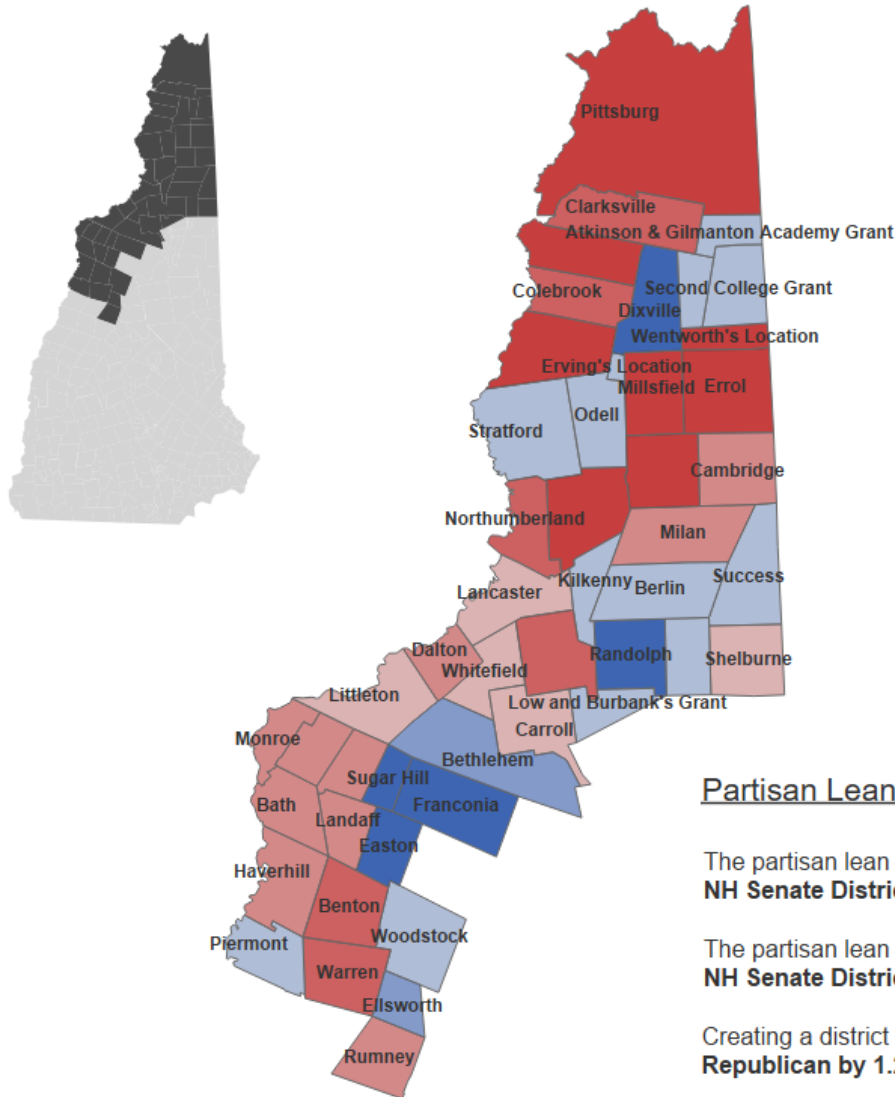 Pittsburg
Clarksville
Atkinson & Gilmanton Academy Grant
Colebrook
Second College Grant
Dixville
Wentworth's Location
Erving's Location
Millsfield
Errol
Odell
Stratford
Cambridge
Northumberland
Milan
Kilkenny
Berlin
Success
Lancaster
Dalton
Whitefield
Randolph
Shelburne
Littleton
Low and Burbank's Grant
Carroll
Monroe
Bethlehem
Sugar Hill
Bath
Franconia
Landaff
Easton
Haverhill
Benton
Piermont
Woodstock
Warren
Ellsworth
Rumney
Partisan Lean
The partisan lean
NH Senate Distri
The partisan lean
NH Senate Distri
Creating a district
Republican by 1.